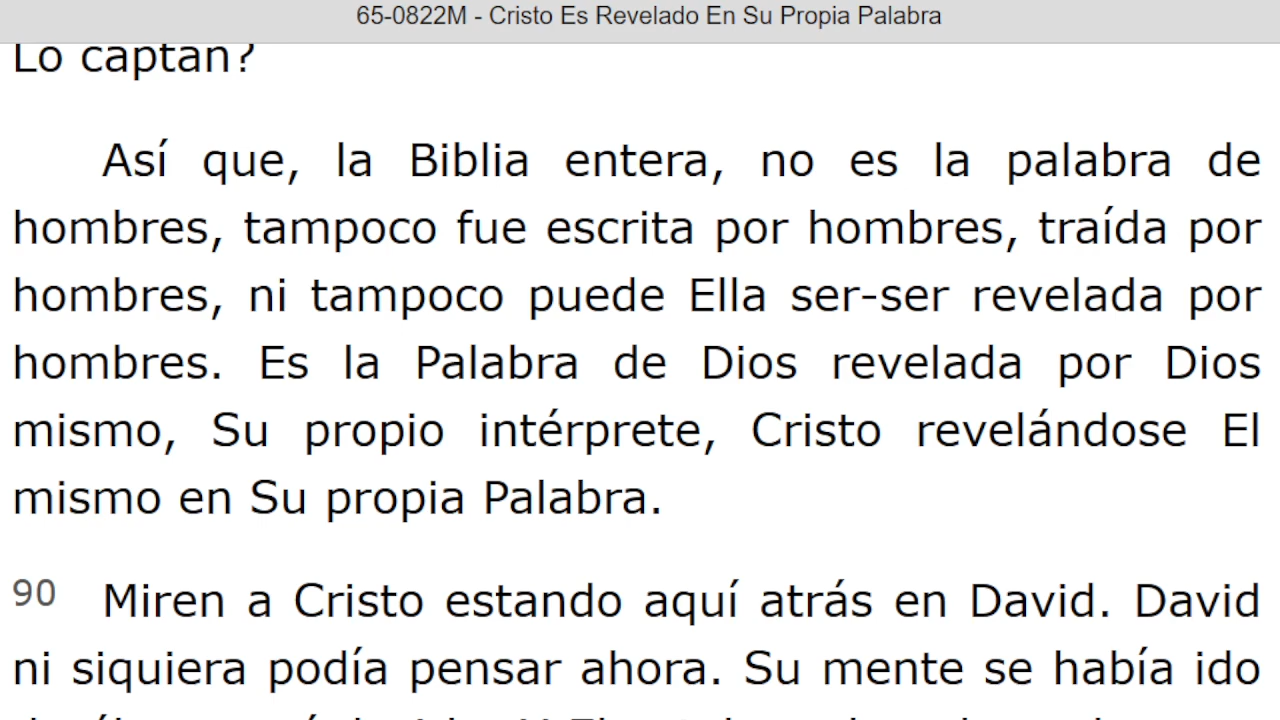 65-0822M - Cristo Es Revelado En Su Propia Palabra
Lo captan?
Así que, la Biblia entera, no es la palabra de
hombres, tampoco fue escrita por hombres, traída por
hombres, ni tampoco puede Ella ser-ser revelada por
hombres. Es la Palabra de Dios revelada por Dios
mismo, Su propio intérprete, Cristo revelándose El
mismo en Su propia Palabra.
90 Miren a Cristo estando aquí atrás en David. David
ni siquiera podía pensar ahora. Su mente se había ido